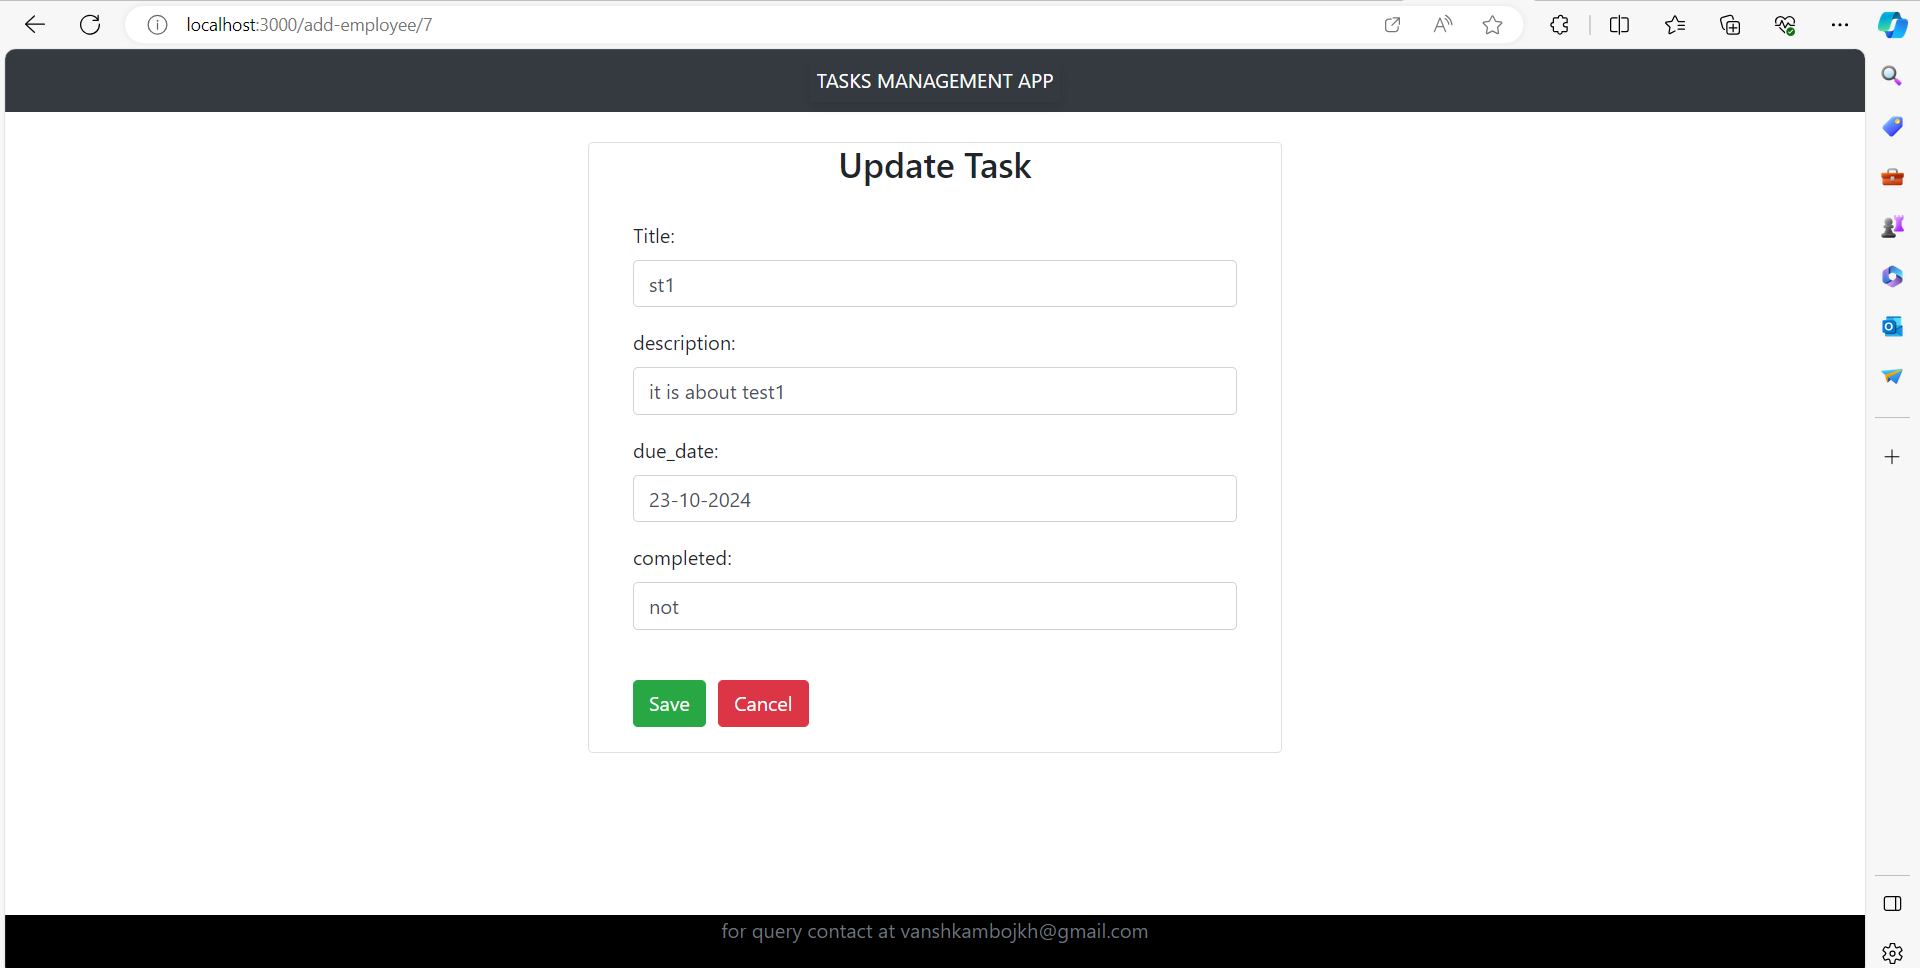 localhost:3000/add-employee/7
TASKS MANAGEMENT APP
Update Task
Title:
st1
description:
it is about test1
due_date:
23-10-2024
completed:
not
Save Cancel
for query contact at vanshkambojkh@gmail.com